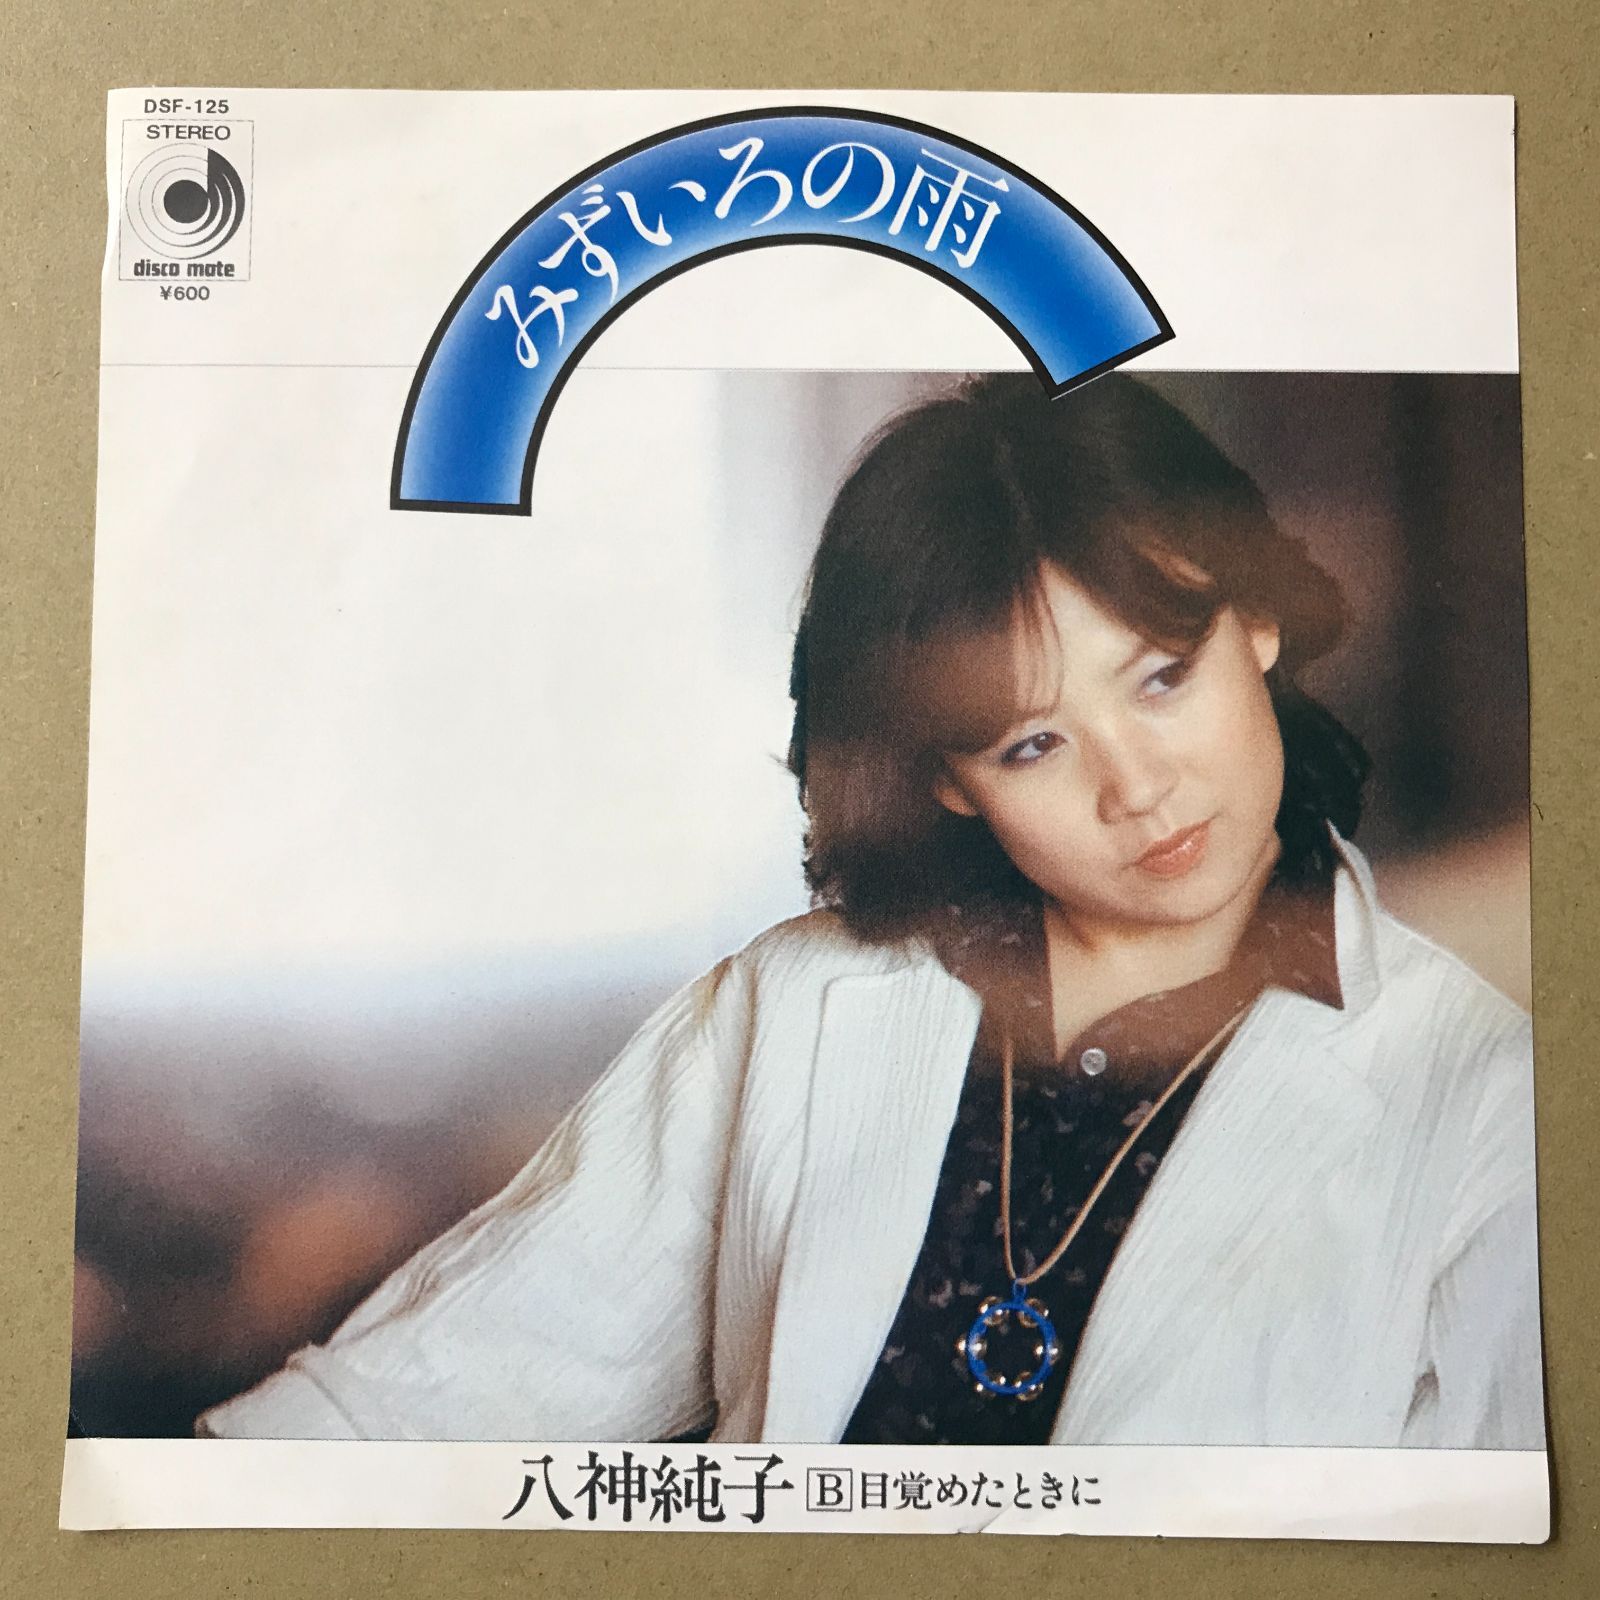 DSF-125
STEREO
disco mate
¥600
みずいろの雨
八神純子 B 目覚めたときに